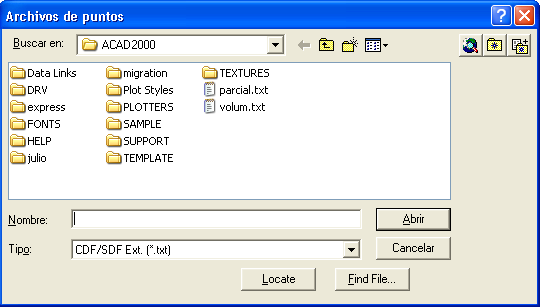 Archivos de puntos
Buscar en: ACAD2000
Data Links migration TEXTURES
DRV Plot Styles parcial.txt
express PLOTTERS volum.txt
FONTS SAMPLE
HELP SUPPORT
julio TEMPLATE
Nombre: Abrir
Tipo: CDF/SDF Ext. (*.txt) Cancelar
Locate Find File...